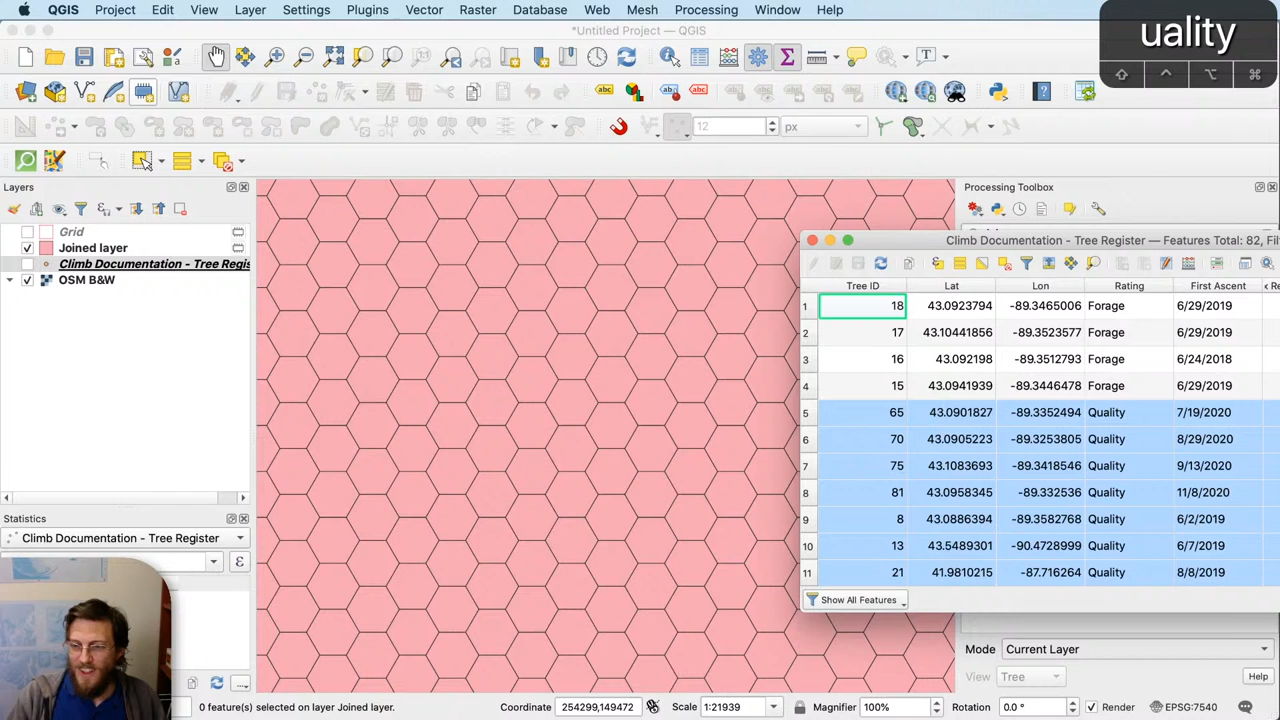 QGIS Project Edit View Layer Settings Plugins Vector Raster Database Web Mesh Processing Window Help
*Untitled Project — QGIS
uality
12 px
Layers
Processing Toolbox
Grid
Joined layer
Climb Documentation - Tree Regis
OSM B&W
Climb Documentation - Tree Register — Features Total: 82, Fil
Tree ID Lat Lon Rating First Ascent Re
1 18 43.0923794 -89.3465006 Forage 6/29/2019
2 17 43.10441856 -89.3523577 Forage 6/29/2019
3 16 43.092198 -89.3512793 Forage 6/24/2018
4 15 43.0941939 -89.3446478 Forage 6/29/2019
5 65 43.0901827 -89.3352494 Quality 7/19/2020
6 70 43.0905223 -89.3253805 Quality 8/29/2020
7 75 43.1083693 -89.3418546 Quality 9/13/2020
8 81 43.0958345 -89.332536 Quality 11/8/2020
9 8 43.0886394 -89.3582768 Quality 6/2/2019
10 13 43.5489301 -90.4728999 Quality 6/7/2019
11 21 41.9810215 -87.716264 Quality 8/8/2019
Show All Features
Statistics
Climb Documentation - Tree Register
Mode Current Layer
View Tree Help
0 feature(s) selected on layer Joined layer. Coordinate 254299,149472 Scale 1:21939 Magnifier 100% Rotation 0.0 ° Render EPSG:7540